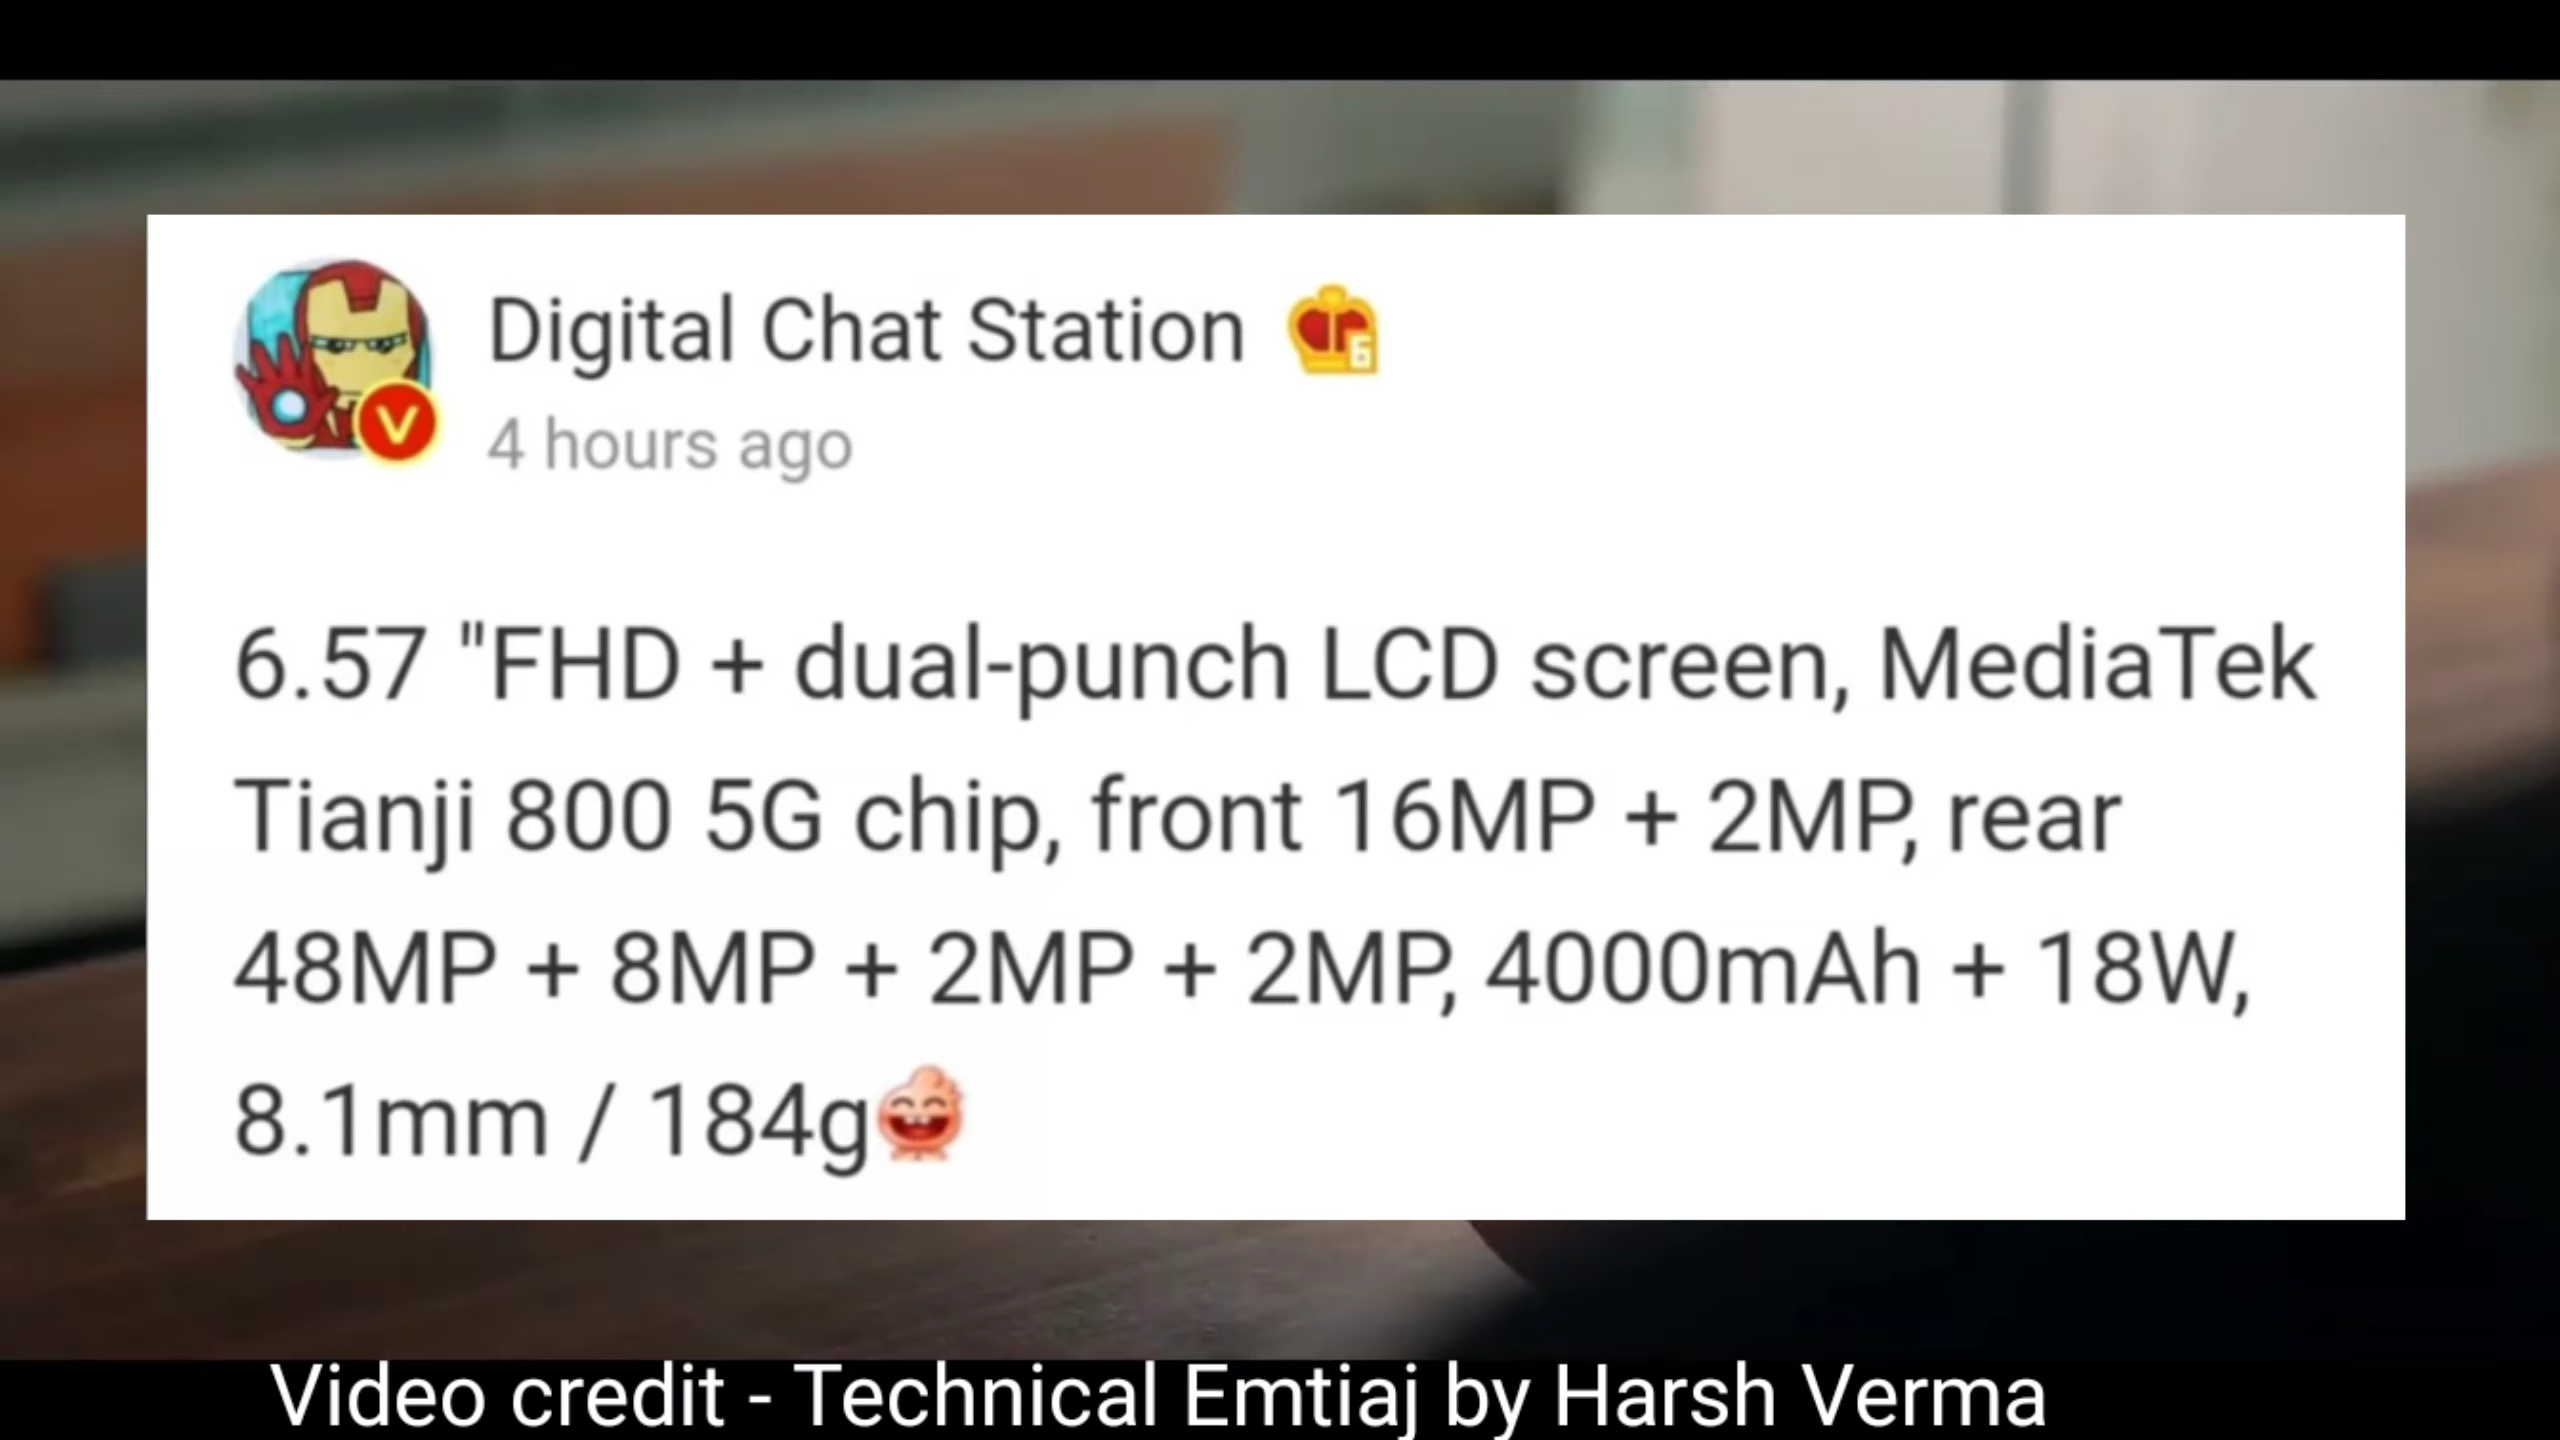 Digital Chat Station
6
V
4 hours ago
6.57 "FHD + dual-punch LCD screen, MediaTek
Tianji 800 5G chip, front 16MP + 2MP, rear
48MP + 8MP + 2MP + 2MP, 4000mAh + 18W,
8.1mm / 184g
Video credit - Technical Emtiaj by Harsh Verma